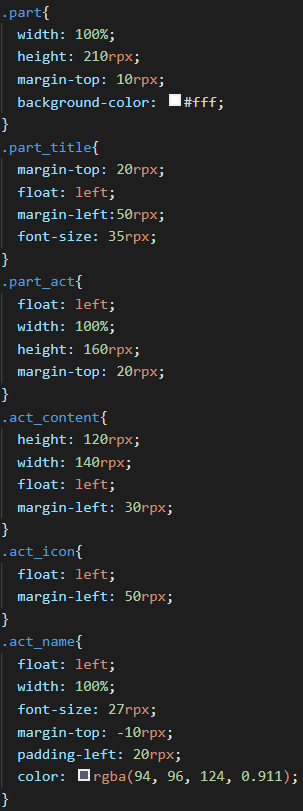 .part{
  width: 100%;
  height: 210rpx;
  margin-top: 10rpx;
  background-color: #fff;
}
.part_title{
  margin-top: 20rpx;
  float: left;
  margin-left:50rpx;
  font-size: 35rpx;
}
.part_act{
  float: left;
  width: 100%;
  height: 160rpx;
  margin-top: 20rpx;
}
.act_content{
  height: 120rpx;
  width: 140rpx;
  float: left;
  margin-left: 30rpx;
}
.act_icon{
  float: left;
  margin-left: 50rpx;
}
.act_name{
  float: left;
  width: 100%;
  font-size: 27rpx;
  margin-top: -10rpx;
  padding-left: 20rpx;
  color: rgba(94, 96, 124, 0.911);
}